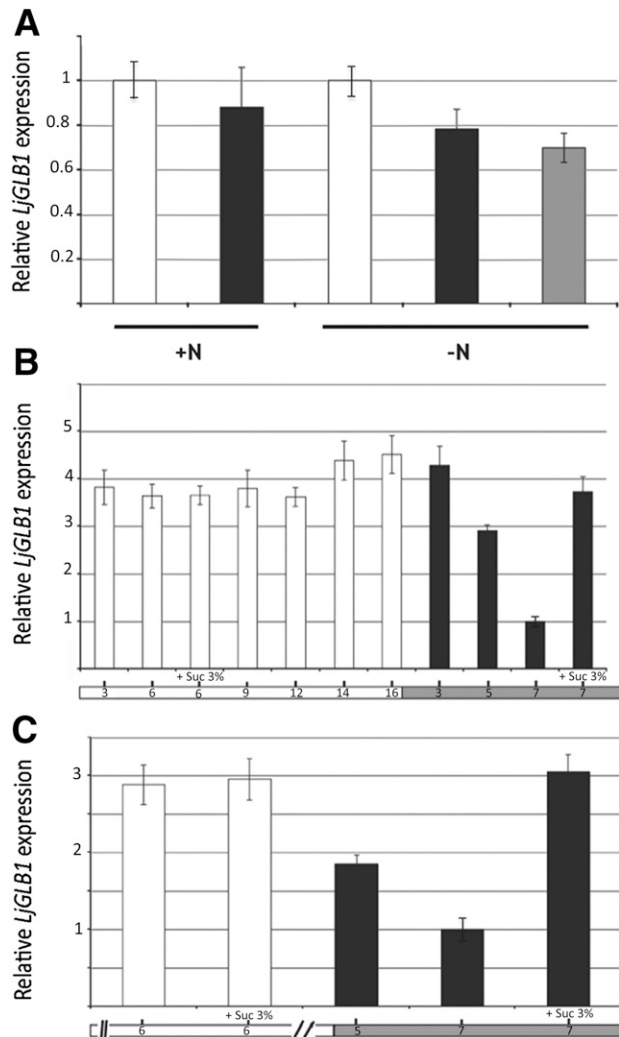 A
Relative LjGLB1 expression
1
0.8
0.6
0.4
0.2
+N
-N
B
Relative LjGLB1 expression
5
4
3
2
1
+ Suc 3%
+ Suc 3%
3 6 6 9 12 14 16 3 5 7 7
C
Relative LjGLB1 expression
3
2
1
+ Suc 3%
+ Suc 3%
6 6 5 7 7